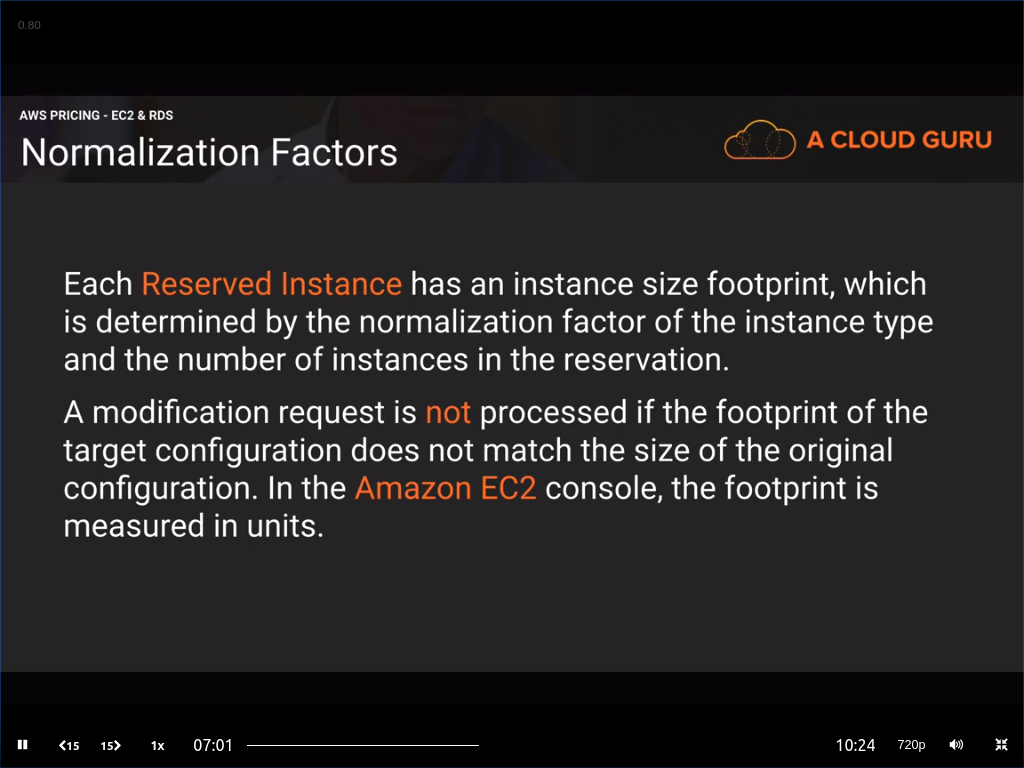 0.80
AWS PRICING - EC2 & RDS
Normalization Factors
A CLOUD GURU
Each Reserved Instance has an instance size footprint, which
is determined by the normalization factor of the instance type
and the number of instances in the reservation.
A modification request is not processed if the footprint of the
target configuration does not match the size of the original
configuration. In the Amazon EC2 console, the footprint is
measured in units.
15 15 1x 07:01 10:24 720p